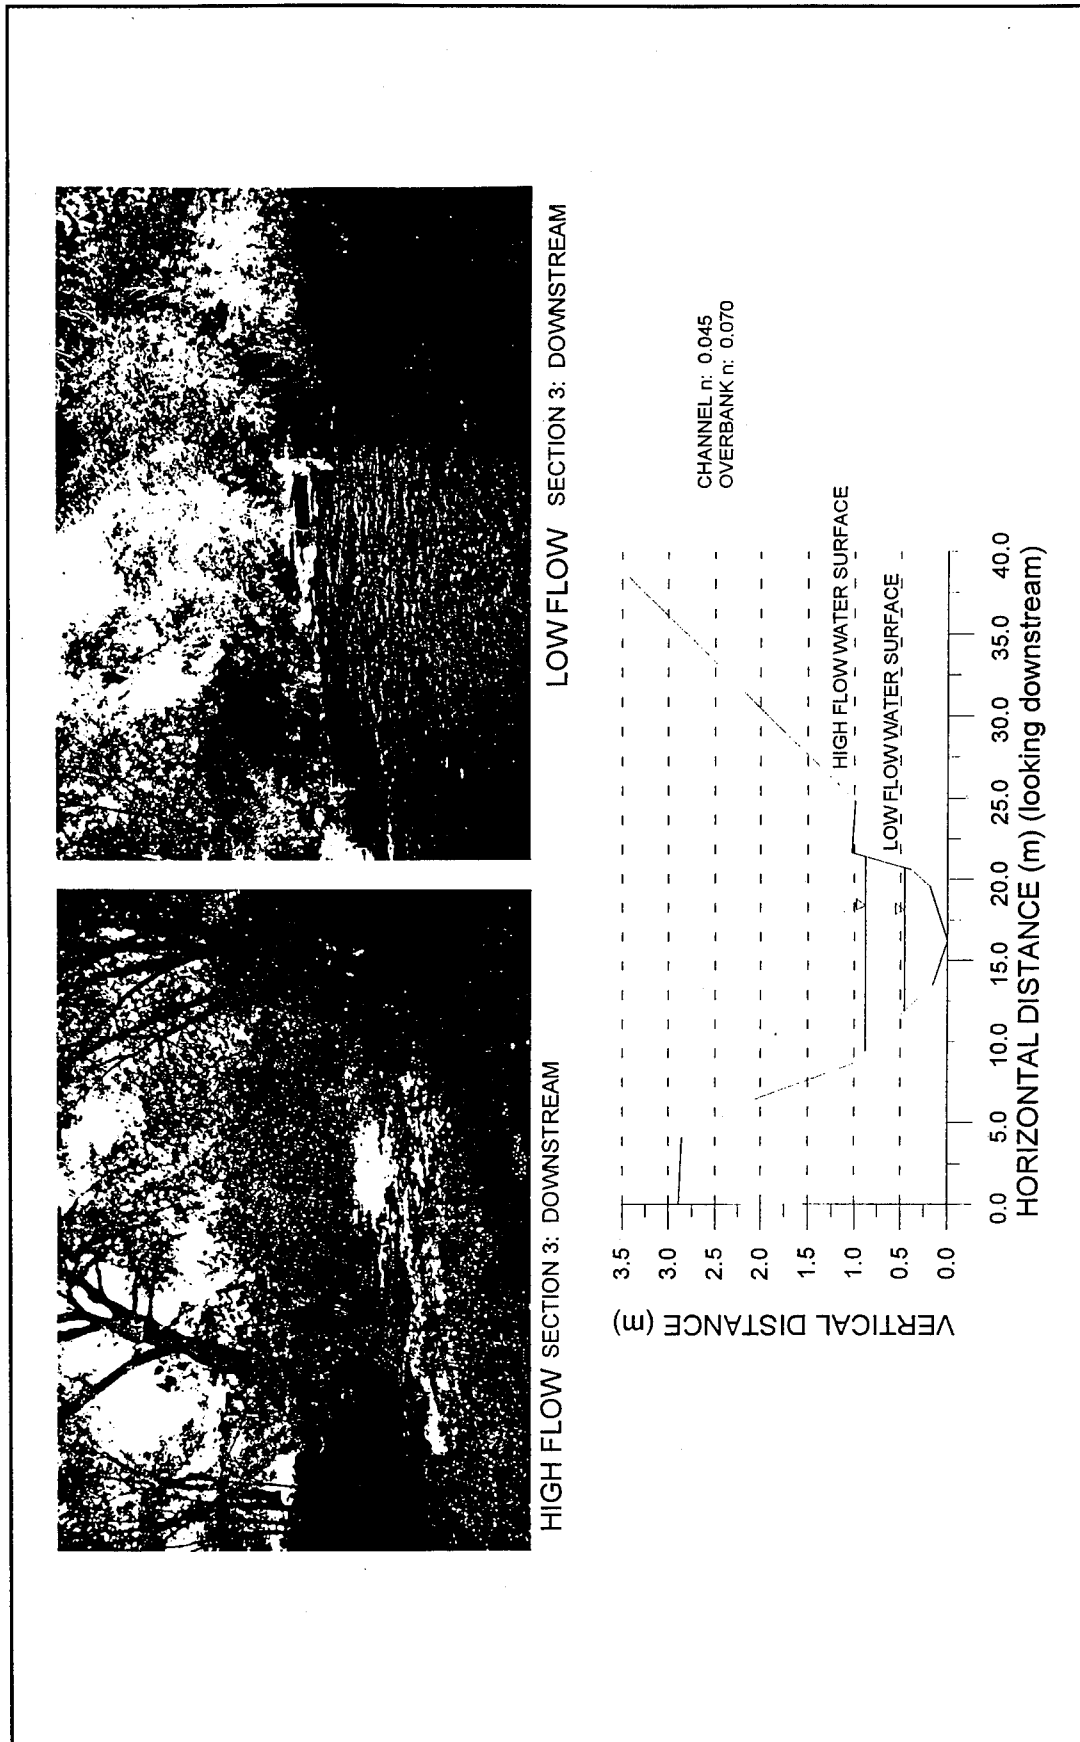 HIGH FLOW SECTION 3: DOWNSTREAM
LOW FLOW SECTION 3: DOWNSTREAM
CHANNEL n: 0.045
OVERBANK n: 0.070
HIGH FLOW WATER SURFACE
LOW FLOW WATER SURFACE
VERTICAL DISTANCE (m)
3.5
3.0
2.5
2.0
1.5
1.0
0.5
0.0
0.0 5.0 10.0 15.0 20.0 25.0 30.0 35.0 40.0
HORIZONTAL DISTANCE (m) (looking downstream)